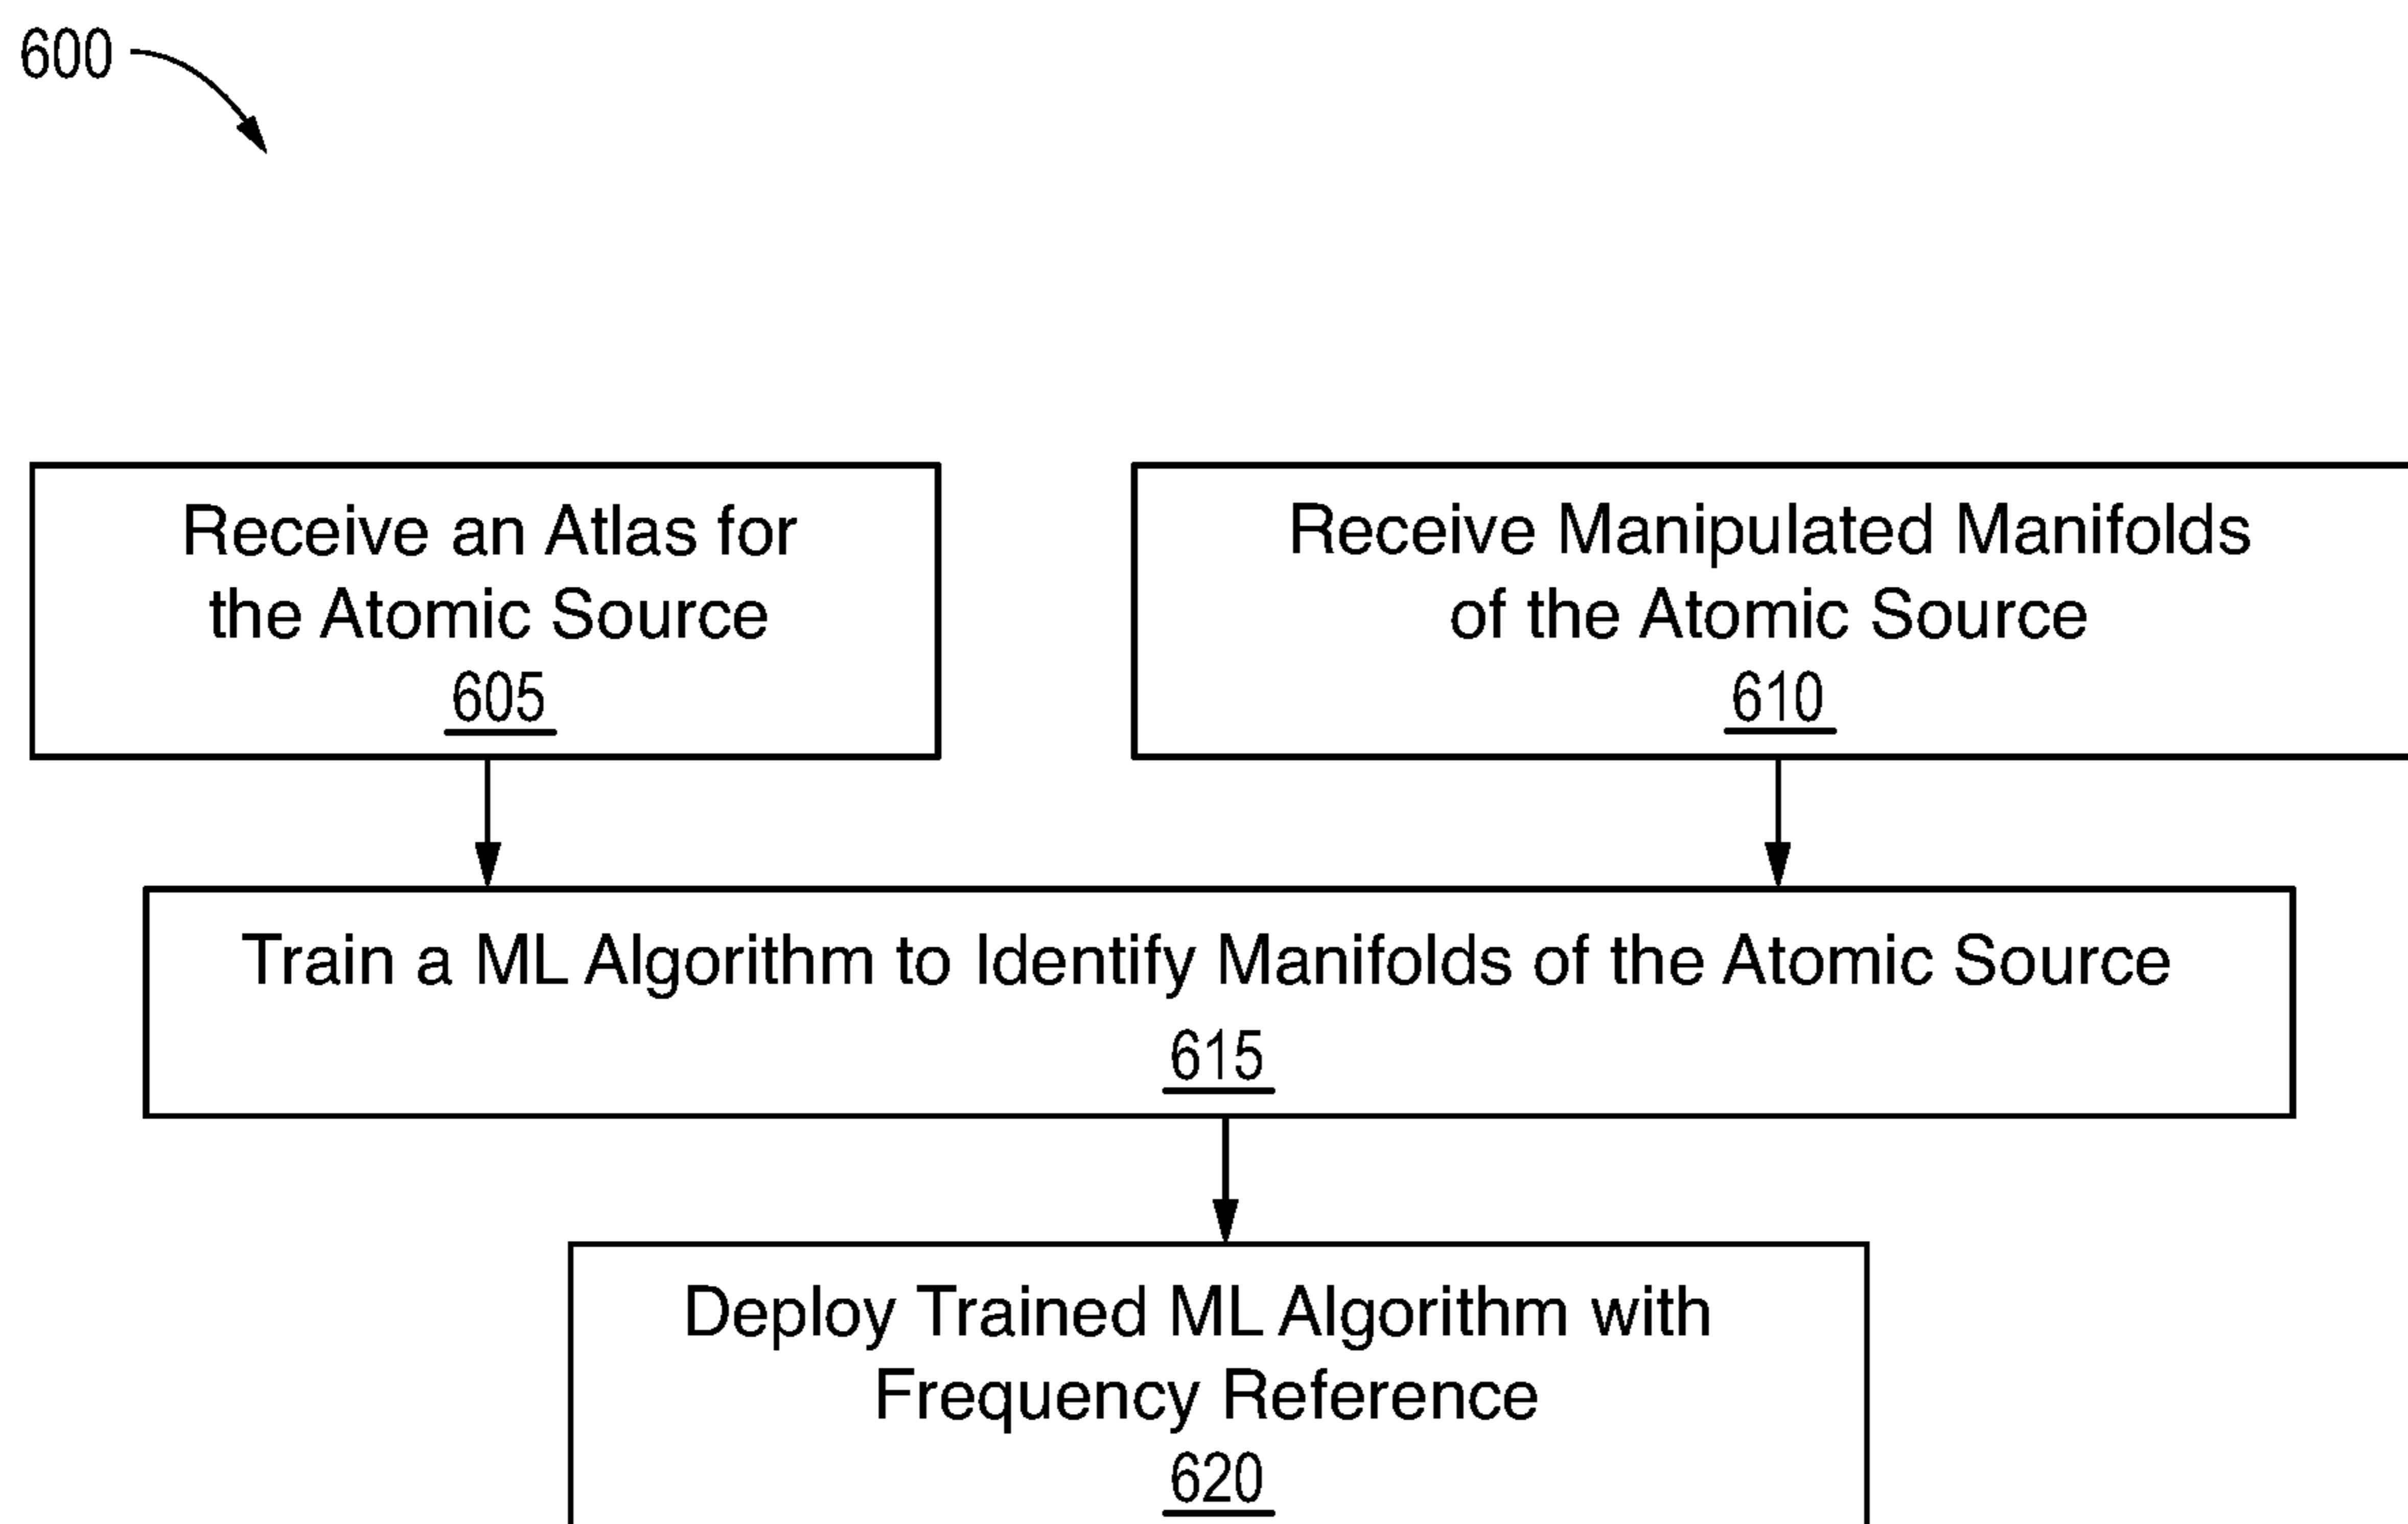 600
Receive an Atlas for
the Atomic Source
605
Receive Manipulated Manifolds
of the Atomic Source
610
Train a ML Algorithm to Identify Manifolds of the Atomic Source
615
Deploy Trained ML Algorithm with
Frequency Reference
620